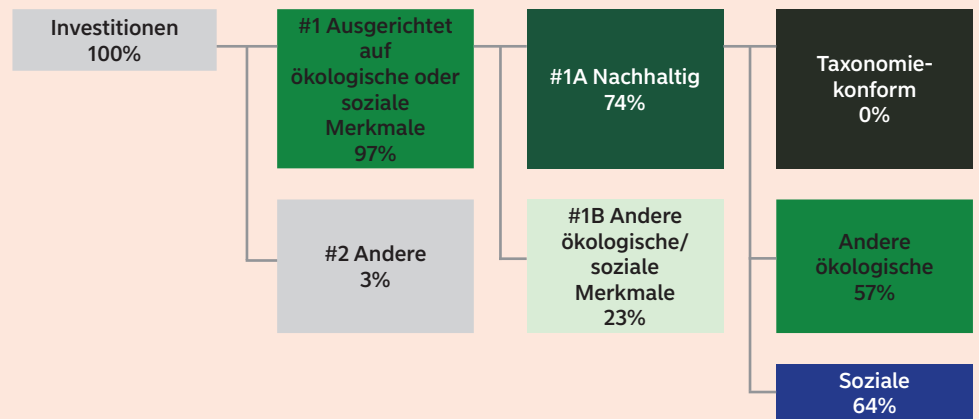 Investitionen
100%
#1 Ausgerichtet
auf
ökologische oder
soziale
Merkmale
97%
#2 Andere
3%
#1A Nachhaltig
74%
#1B Andere
ökologische/
soziale
Merkmale
23%
Taxonomie-
konform
0%
Andere
ökologische
57%
Soziale
64%